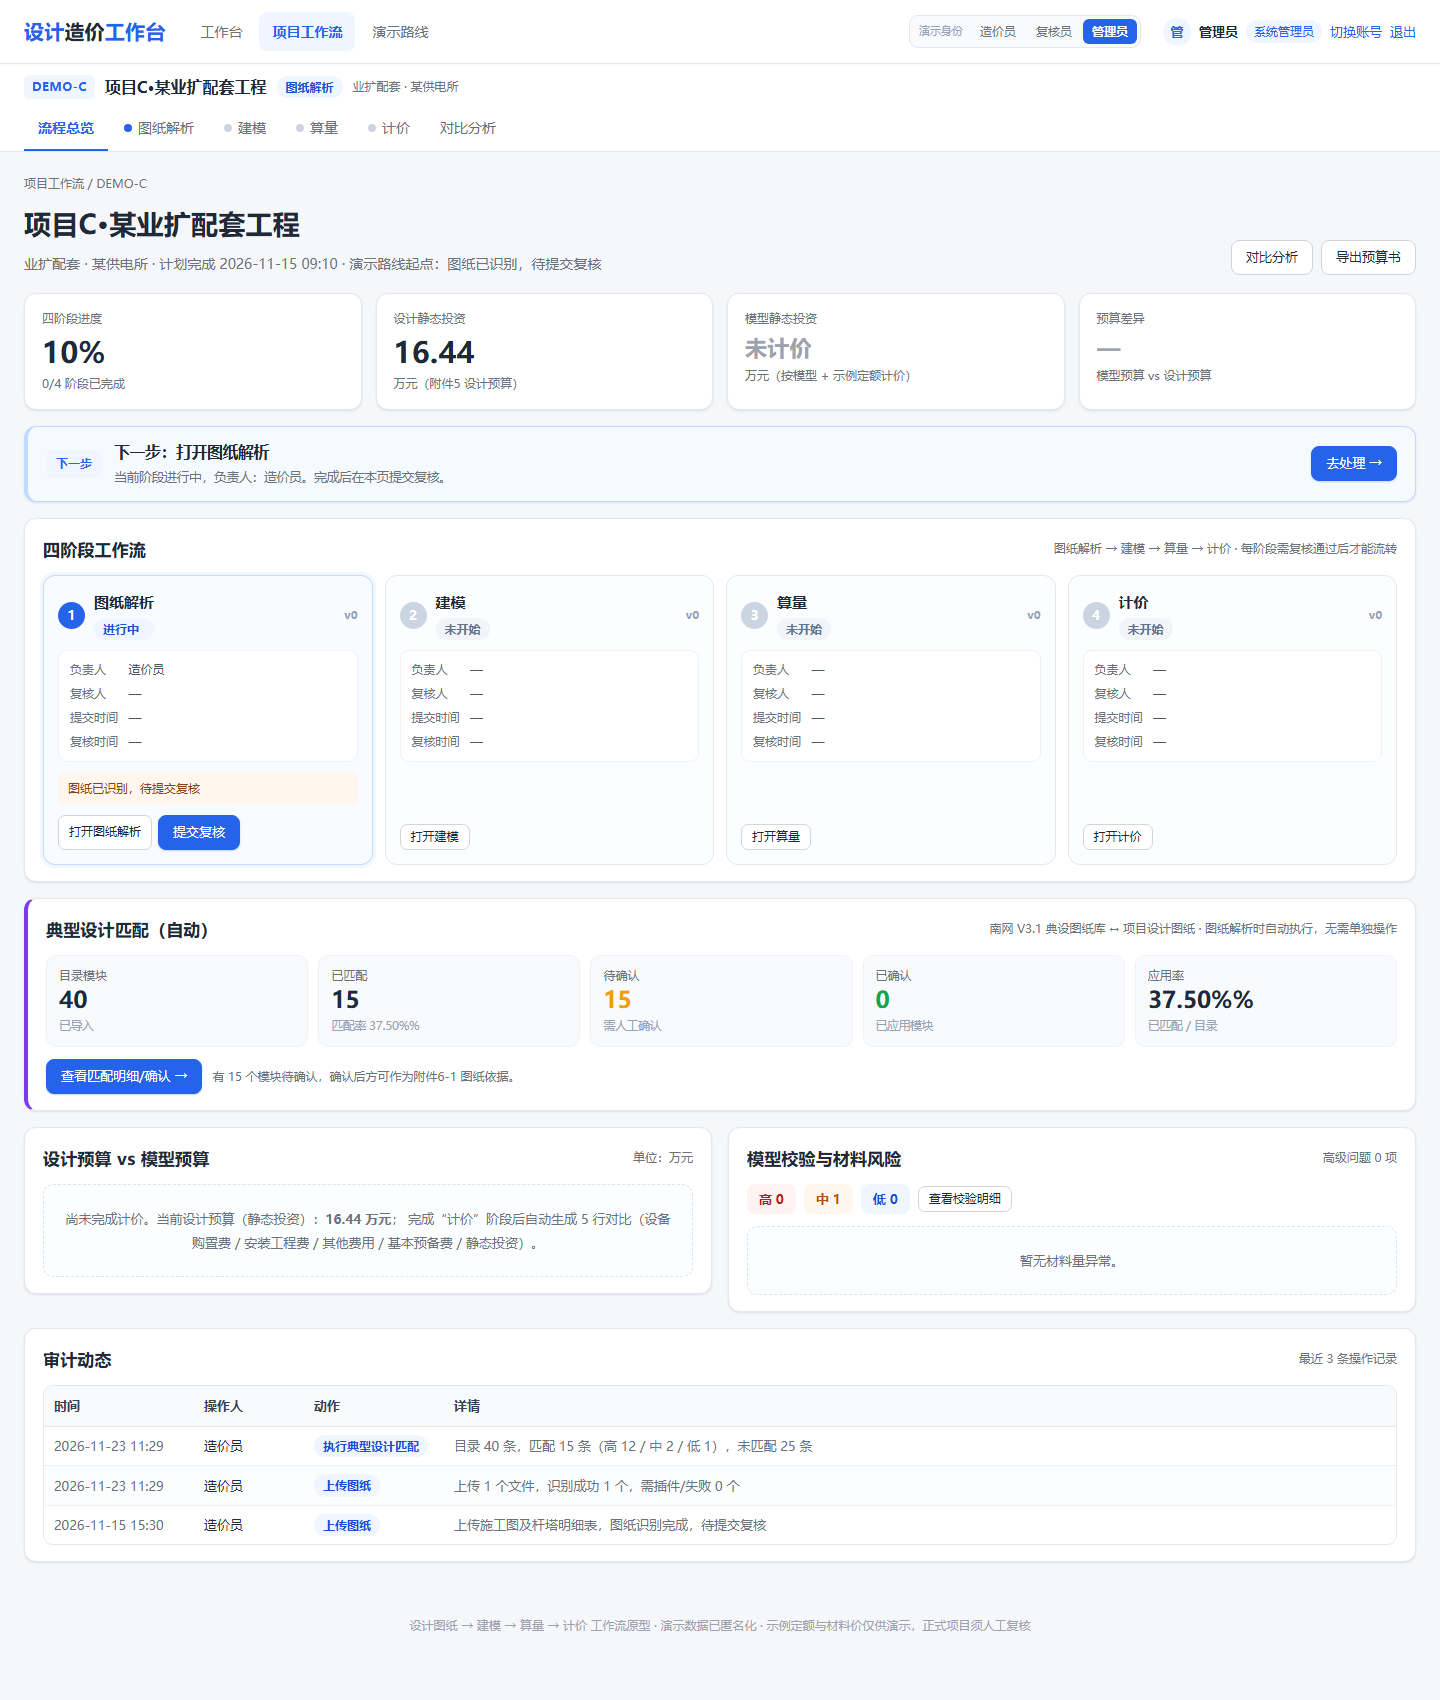 设计造价工作台 工作台 项目工作流 演示路线 演示身份 造价员 复核员 管理员 管 管理员 系统管理员 切换账号 退出
DEMO-C 项目C•某业扩配套工程 图纸解析 业扩配套 · 某供电所
流程总览 图纸解析 建模 算量 计价 对比分析
项目工作流 / DEMO-C
项目C•某业扩配套工程
业扩配套 · 某供电所 · 计划完成 2026-11-15 09:10 · 演示路线起点：图纸已识别，待提交复核
对比分析 导出预算书
四阶段进度
10%
0/4 阶段已完成
设计静态投资
16.44
万元（附件5 设计预算）
模型静态投资
未计价
万元（按模型 + 示例定额计价）
预算差异
—
模型预算 vs 设计预算
下一步
下一步：打开图纸解析
当前阶段进行中，负责人：造价员。完成后在本页提交复核。
去处理 →
四阶段工作流
图纸解析 → 建模 → 算量 → 计价 · 每阶段需复核通过后才能流转
1 图纸解析 v0
进行中
负责人 造价员
复核人 —
提交时间 —
复核时间 —
图纸已识别，待提交复核
打开图纸解析 提交复核
2 建模 v0
未开始
负责人 —
复核人 —
提交时间 —
复核时间 —
打开建模
3 算量 v0
未开始
负责人 —
复核人 —
提交时间 —
复核时间 —
打开算量
4 计价 v0
未开始
负责人 —
复核人 —
提交时间 —
复核时间 —
打开计价
典型设计匹配（自动）
南网 V3.1 典设图纸库 ↔ 项目设计图纸 · 图纸解析时自动执行，无需单独操作
目录模块
40
已导入
已匹配
15
匹配率 37.50%%
待确认
15
需人工确认
已确认
0
已应用模块
应用率
37.50%%
已匹配 / 目录
查看匹配明细/确认 → 有 15 个模块待确认，确认后方可作为附件6-1 图纸依据。
设计预算 vs 模型预算 单位：万元
尚未完成计价。当前设计预算（静态投资）：16.44 万元； 完成“计价”阶段后自动生成 5 行对比（设备
购置费 / 安装工程费 / 其他费用 / 基本预备费 / 静态投资）。
模型校验与材料风险 高级问题 0 项
高 0 中 1 低 0 查看校验明细
暂无材料量异常。
审计动态 最近 3 条操作记录
时间 操作人 动作 详情
2026-11-23 11:29 造价员 执行典型设计匹配 目录 40 条，匹配 15 条（高 12 / 中 2 / 低 1），未匹配 25 条
2026-11-23 11:29 造价员 上传图纸 上传 1 个文件，识别成功 1 个，需插件/失败 0 个
2026-11-15 15:30 造价员 上传图纸 上传施工图及杆塔明细表，图纸识别完成，待提交复核
设计图纸 → 建模 → 算量 → 计价 工作流原型 · 演示数据已匿名化 · 示例定额与材料价仅供演示，正式项目须人工复核